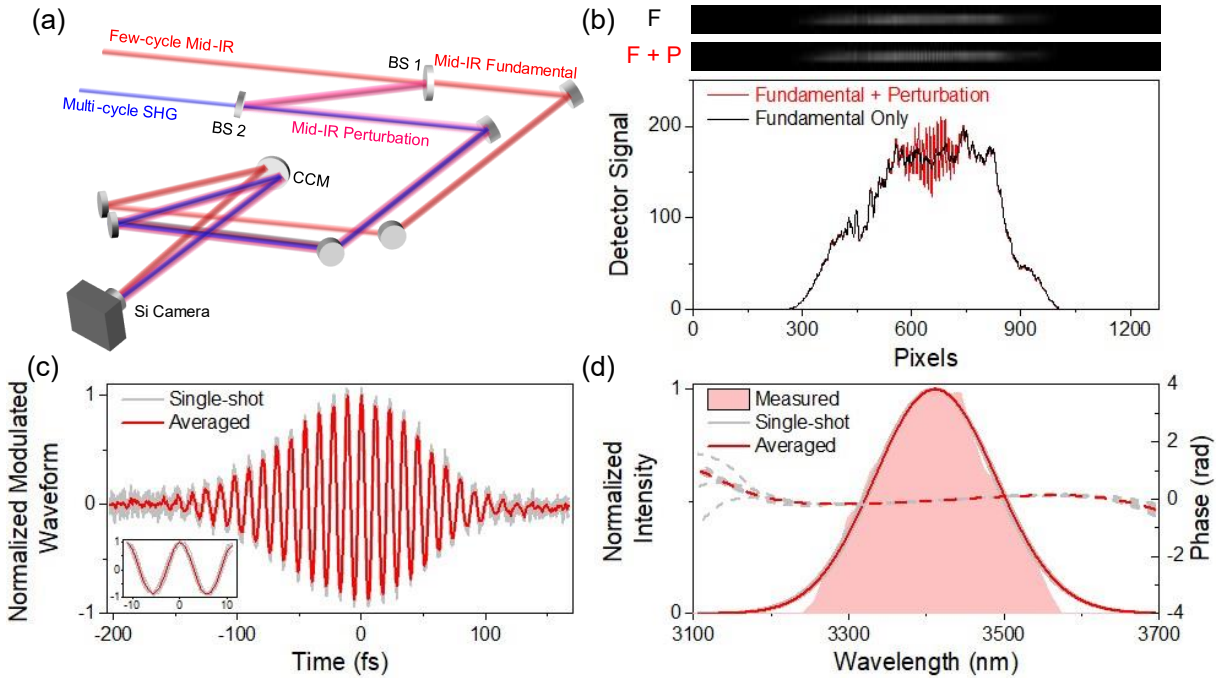 (a)
Few-cycle Mid-IR
BS 1
Mid-IR Fundamental
Multi-cycle SHG
BS 2
Mid-IR Perturbation
CCM
Si Camera
(b)
F
F + P
Fundamental + Perturbation
Fundamental Only
200
100
0
Detector Signal
0 300 600 900 1200
Pixels
(c)
Single-shot
Averaged
1
0
-1
Normalized Modulated
Waveform
1
0
-1
-10 0 10
-200 -100 0 100
Time (fs)
(d)
Measured
Single-shot
Averaged
1
0
Normalized
Intensity
4
2
0
-2
-4
Phase (rad)
3100 3300 3500 3700
Wavelength (nm)